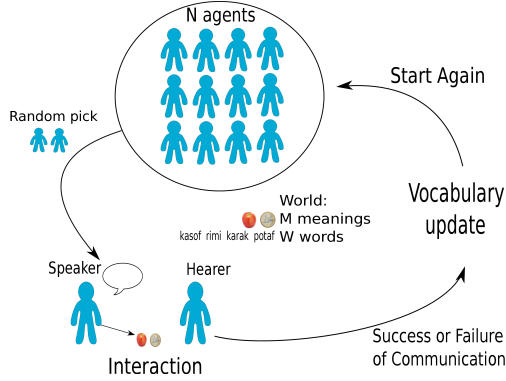 N agents
Start Again
Random pick
Vocabulary
update
World:
M meanings
kasof rimi karak potaf W words
Speaker
Hearer
Success or Failure
of Communication
Interaction